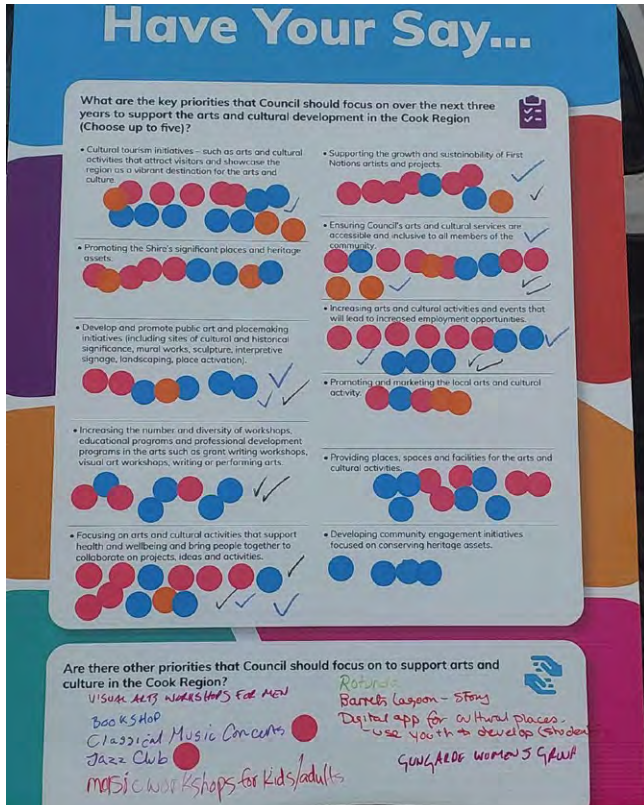 Have Your Say...
What are the key priorities that Council should focus on over the next three
years to support the arts and cultural development in the Cook Region
(Choose up to five)?
• Cultural tourism initiatives – such as arts and cultural
activities that attract visitors and showcase the
region as a vibrant destination for the arts and
culture.
• Promoting the Shire's significant places and heritage
assets.
• Develop and promote public art and placemaking
initiatives (including sites of cultural and historical
significance, mural works, sculpture, interpretive
signage, landscaping, place activation).
• Increasing the number and diversity of workshops,
educational programs and professional development
programs in the arts such as grant writing workshops,
visual art workshops, writing or performing arts.
• Focusing on arts and cultural activities that support
health and wellbeing and bring people together to
collaborate on projects, ideas and activities.
• Supporting the growth and sustainability of First
Nations artists and projects.
• Ensuring Council's arts and cultural services are
accessible and inclusive to all members of the
community.
• Increasing arts and cultural activities and events that
will lead to increased employment opportunities.
• Promoting and marketing the local arts and cultural
activity.
• Providing places, spaces and facilities for the arts and
cultural activities.
• Developing community engagement initiatives
focused on conserving heritage assets.
Are there other priorities that Council should focus on to support arts and
culture in the Cook Region?
VISUAL ARTS WORKSHOPS FOR MEN
BOOKSHOP
Classical Music Concerts
Jazz Club
music workshops for kids/adults
Rotunda
Lagoon - Story
Digital app for cultural places -
use youth to develop
GUNGARDE WOMENS GROUP